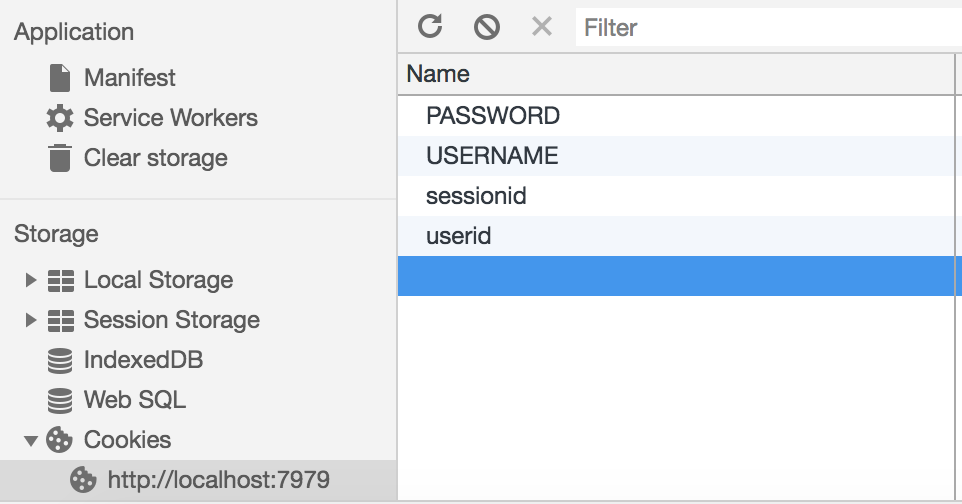 Application
Manifest
Service Workers
Clear storage
Storage
Local Storage
Session Storage
IndexedDB
Web SQL
Cookies
http://localhost:7979
Filter
Name
PASSWORD
USERNAME
sessionid
userid